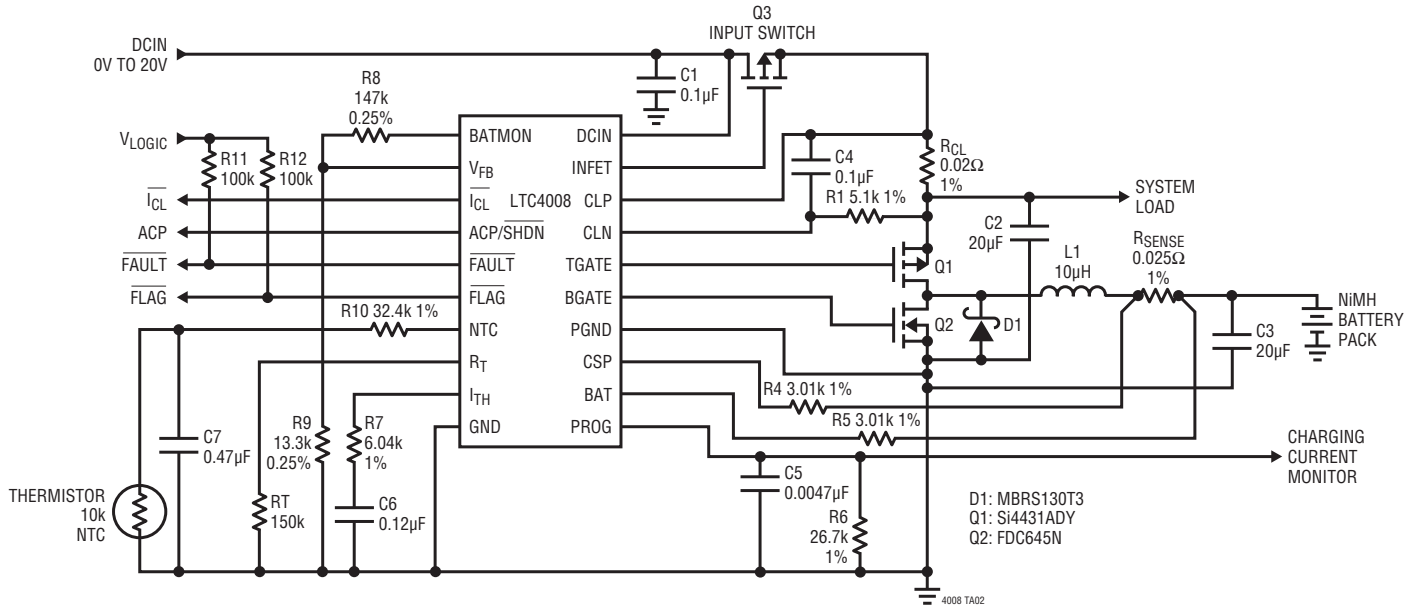 Q3
INPUT SWITCH
DCIN
0V TO 20V
C1
0.1µF
R8
147k
0.25%
VLOGIC
R11
100k
R12
100k
BATMON
VFB
ICL
ACP/SHDN
FAULT
FLAG
NTC
RT
ITH
GND
LTC4008
DCIN
INFET
CLP
CLN
TGATE
BGATE
PGND
CSP
BAT
PROG
ICL
ACP
FAULT
FLAG
C4
0.1µF
R1 5.1k 1%
RCL
0.02Ω
1%
SYSTEM
LOAD
C2
20µF
Q1
Q2
D1
L1
10µH
RSENSE
0.025Ω
1%
NiMH
BATTERY
PACK
C3
20µF
R10 32.4k 1%
R4 3.01k 1%
R5 3.01k 1%
CHARGING
CURRENT
MONITOR
C7
0.47µF
THERMISTOR
10k
NTC
RT
150k
R9
13.3k
0.25%
R7
6.04k
1%
C6
0.12µF
C5
0.0047µF
R6
26.7k
1%
D1: MBRS130T3
Q1: Si4431ADY
Q2: FDC645N
4008 TA02